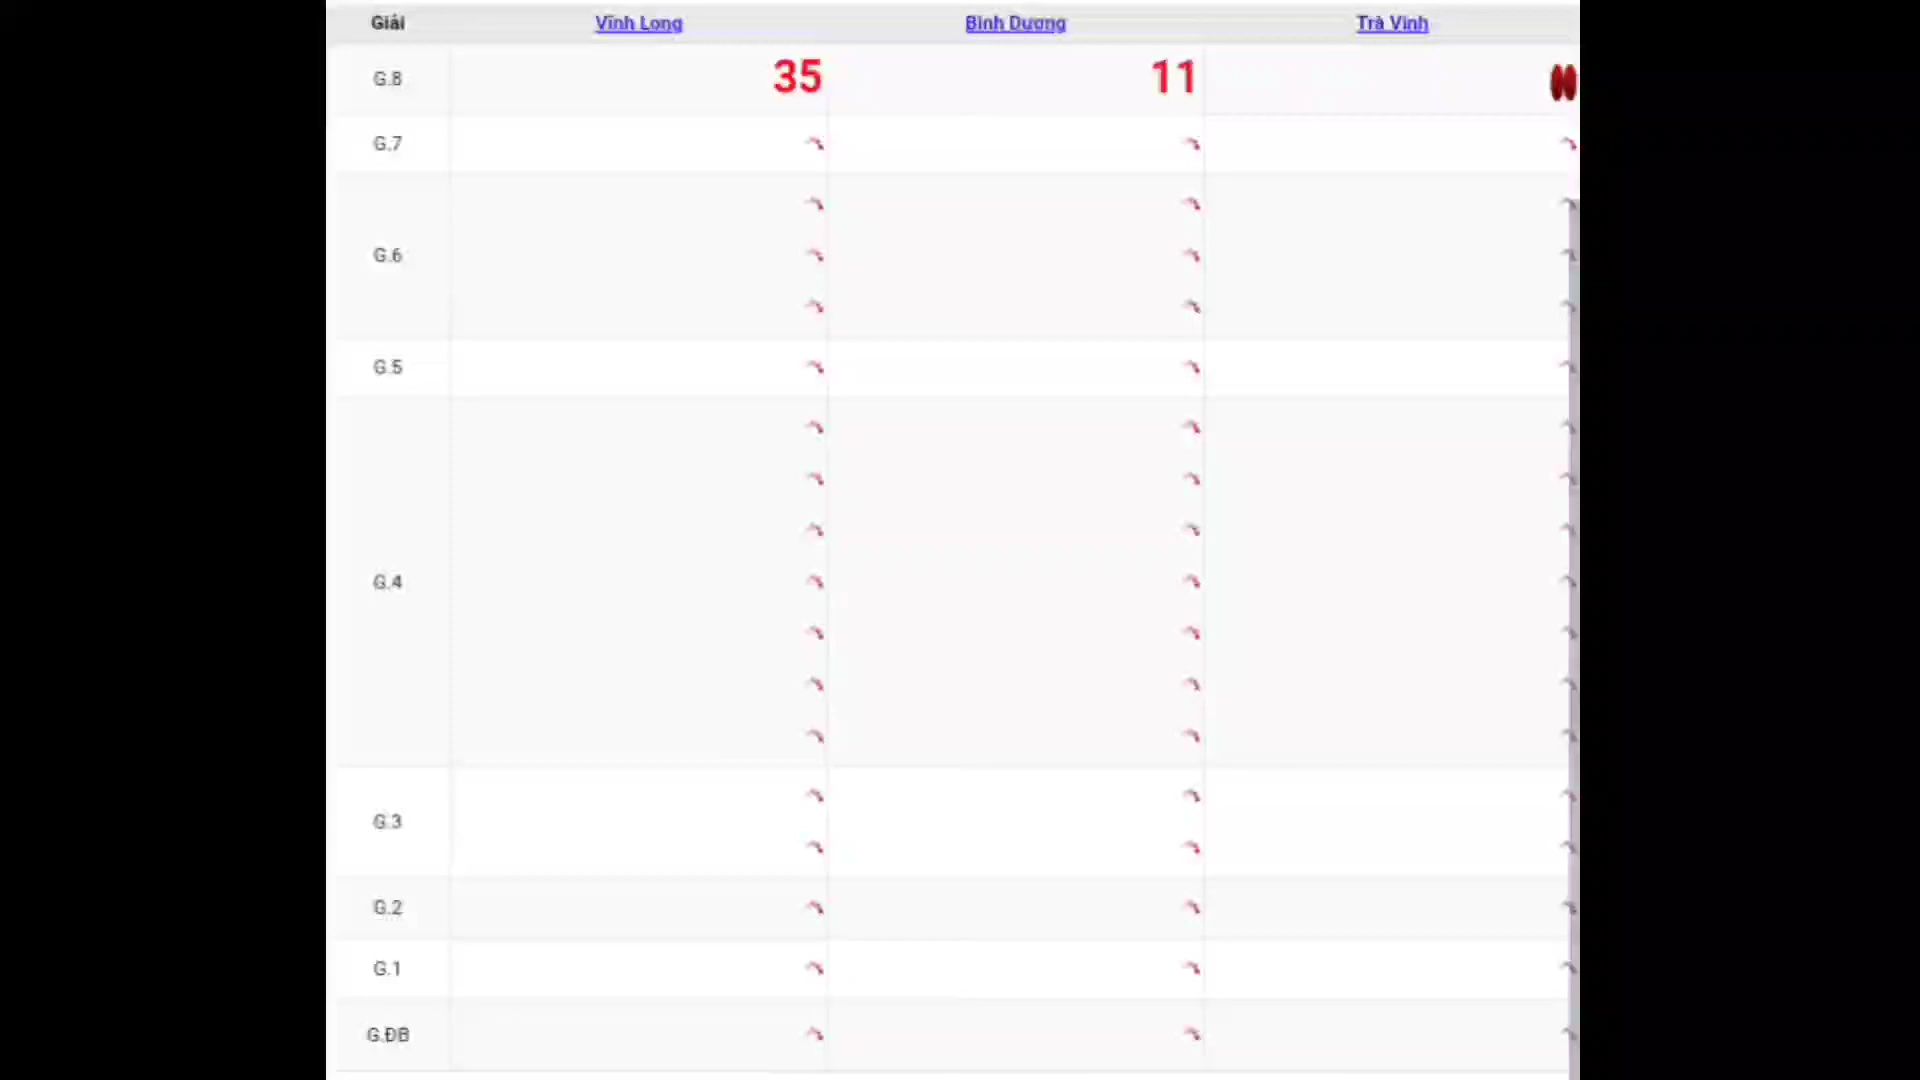 Giải Vĩnh Long Bình Dương Trà Vinh
G.8 35 11
G.7
G.6
G.5
G.4
G.3
G.2
G.1
G.ĐB